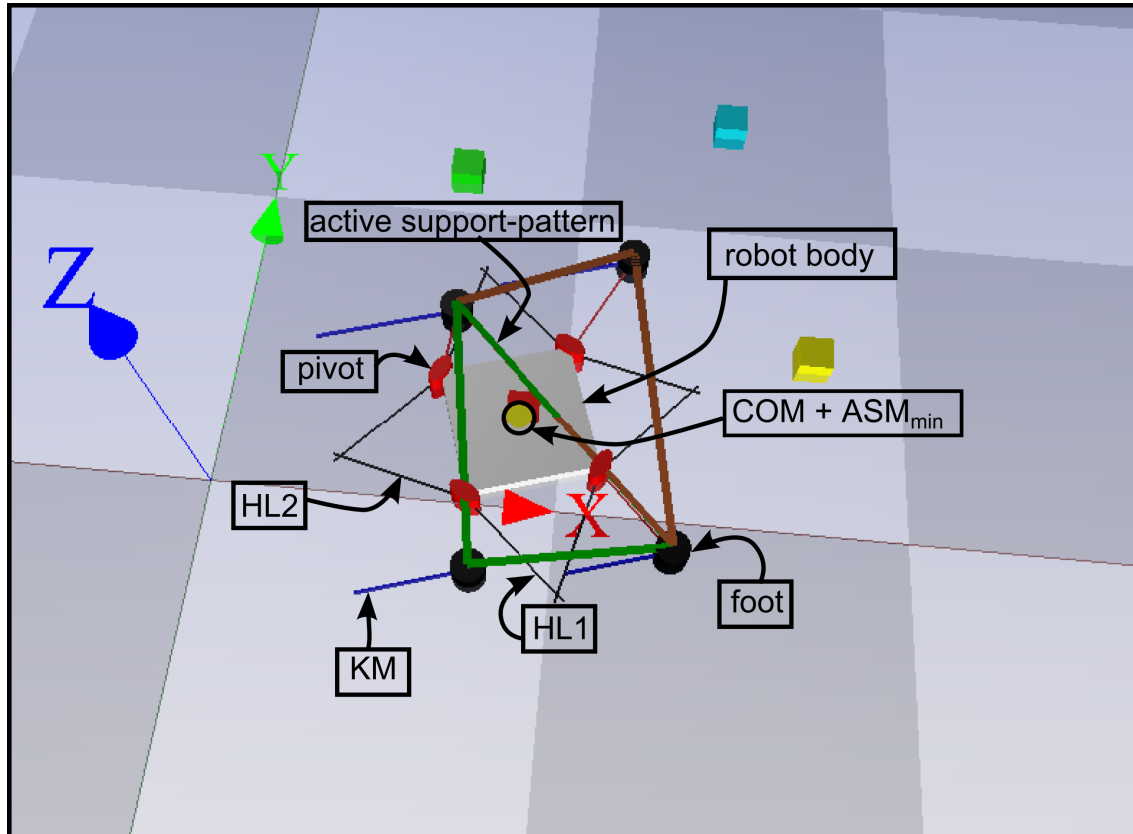 Y
active support-pattern
Z
robot body
pivot
COM + ASMmin
HL2
X
foot
HL1
KM